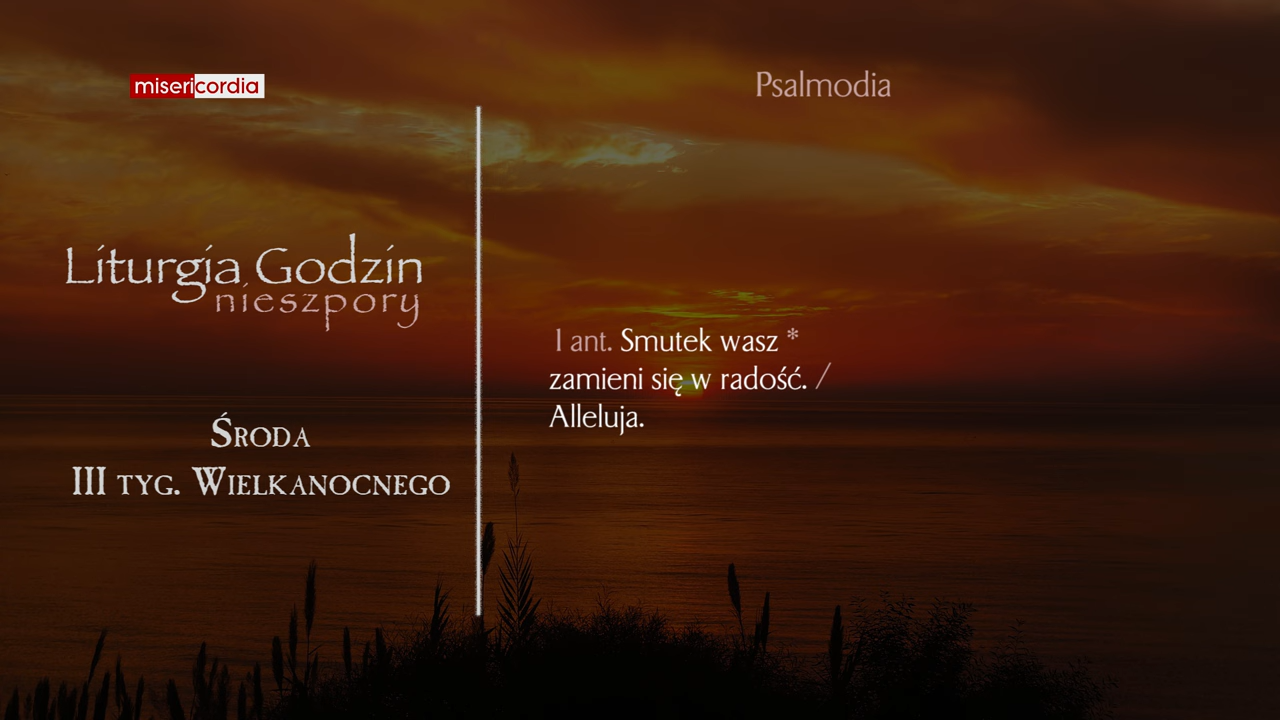 misericordia
Psalmodia
Liturgia Godzin
nieszpory
I ant. Smutek wasz *
zamieni się w radość. /
Alleluja.
Środa
III tyg. Wielkanocnego